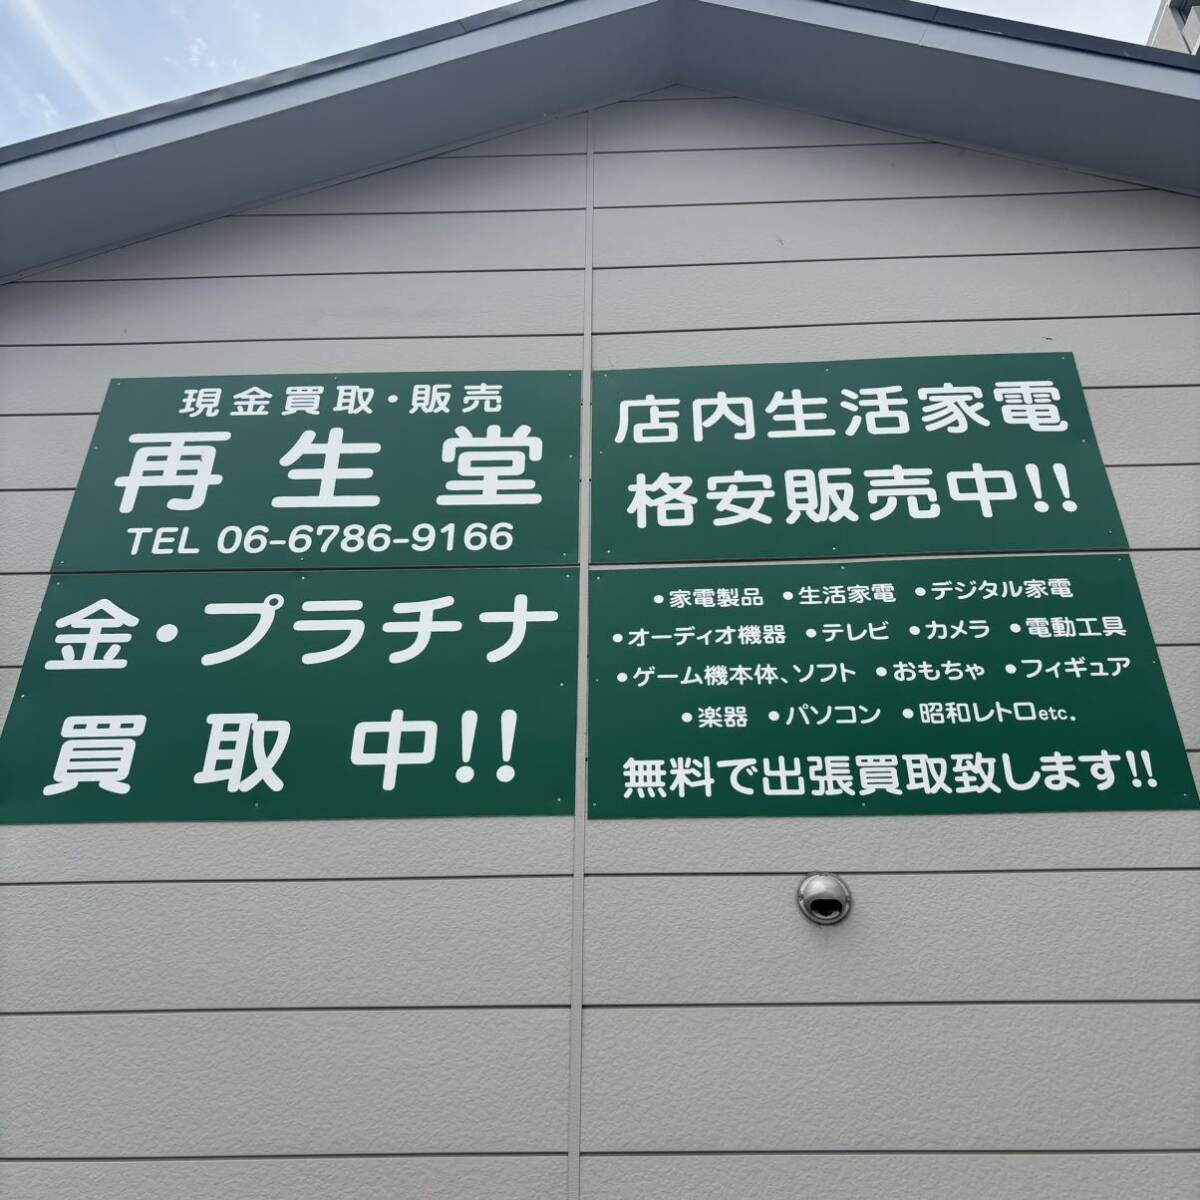 現金買取・販売
再生堂
TEL 06-6786-9166
店内生活家電
格安販売中!!
金・プラチナ
買取中!!
•家電製品 •生活家電 •デジタル家電
•オーディオ機器 •テレビ •カメラ •電動工具
•ゲーム機本体、ソフト •おもちゃ •フィギュア
•楽器 •パソコン •昭和レトロetc.
無料で出張買取致します!!